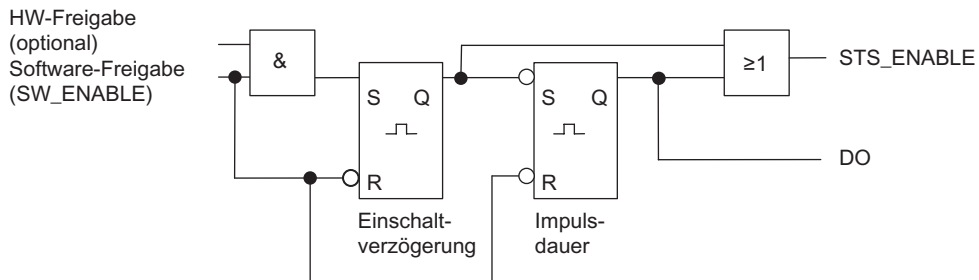 HW-Freigabe
(optional)
Software-Freigabe
(SW_ENABLE)
&
S Q
R
Einschalt-
verzögerung
S Q
R
Impuls-
dauer
≥1
STS_ENABLE
DO